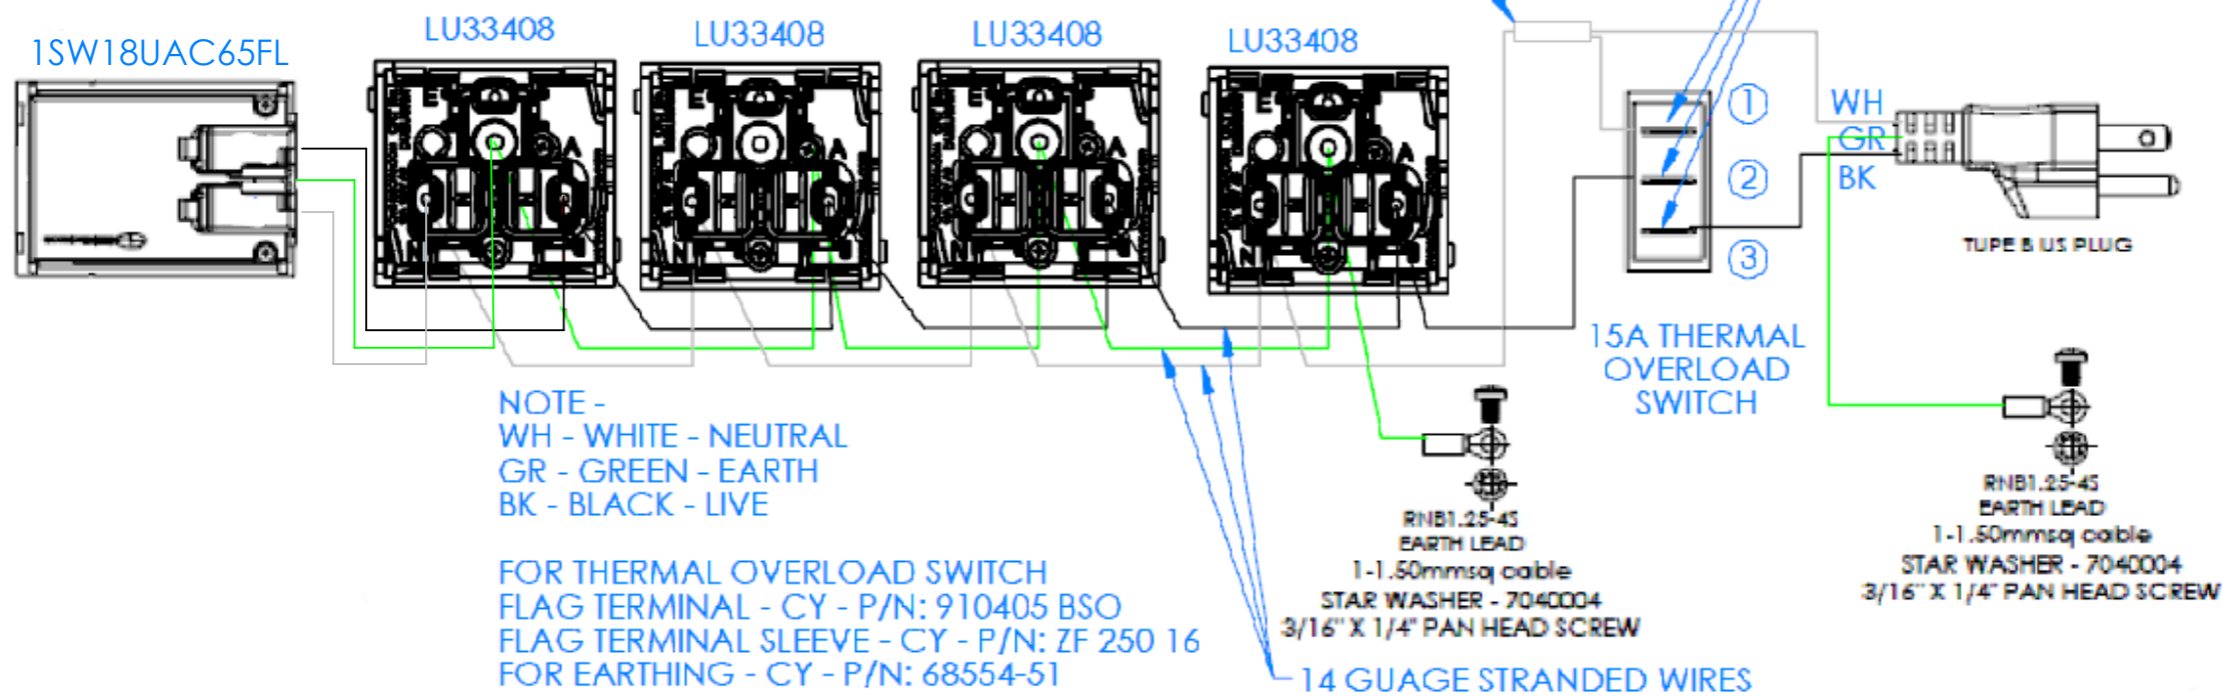 1SW18UAC65FL
LU33408
LU33408
LU33408
LU33408
E
A
N
E
A
N
E
A
N
E
A
N
1
2
3
WH
GR
BK
TUPE B US PLUG
15A THERMAL
OVERLOAD
SWITCH
NOTE -
WH - WHITE - NEUTRAL
GR - GREEN - EARTH
BK - BLACK - LIVE
FOR THERMAL OVERLOAD SWITCH
FLAG TERMINAL - CY - P/N: 910405 BSO
FLAG TERMINAL SLEEVE - CY - P/N: ZF 250 16
FOR EARTHING - CY - P/N: 68554-51
RNB1.25-4S
EARTH LEAD
1-1.50mmsq cable
STAR WASHER - 7040004
3/16" X 1/4" PAN HEAD SCREW
RNB1.25-4S
EARTH LEAD
1-1.50mmsq cable
STAR WASHER - 7040004
3/16" X 1/4" PAN HEAD SCREW
14 GUAGE STRANDED WIRES